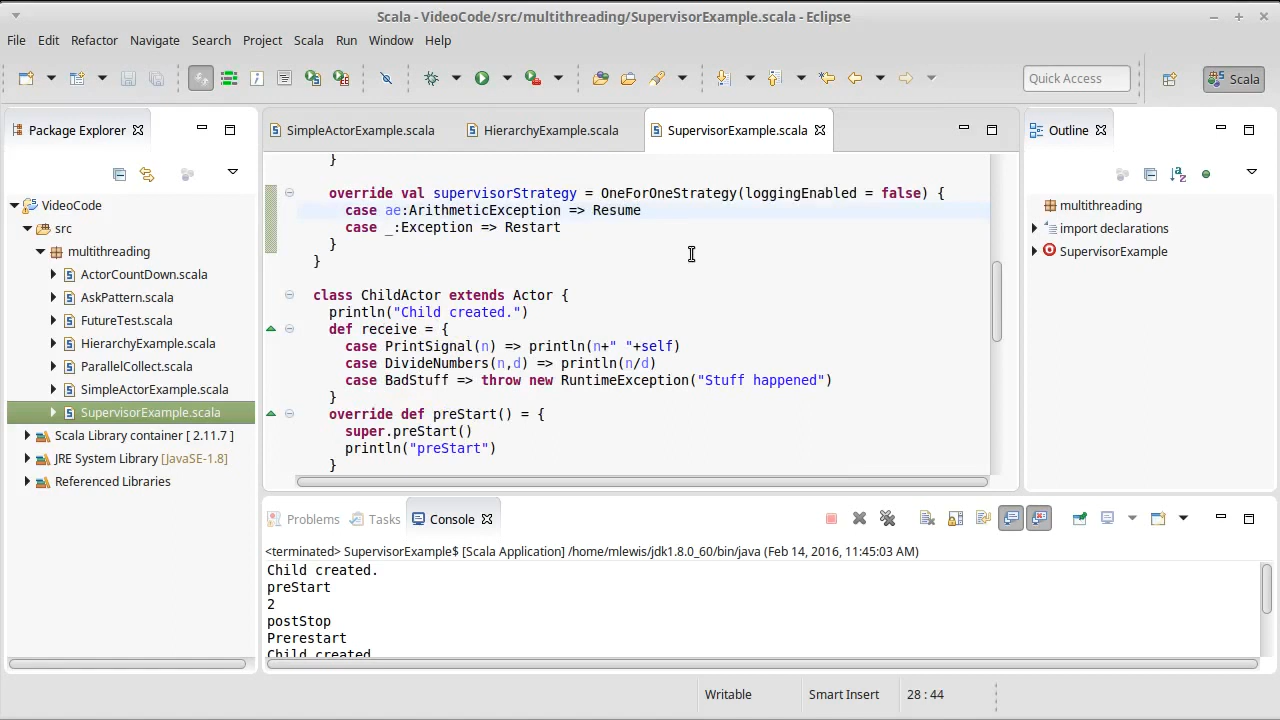 Scala - VideoCode/src/multithreading/SupervisorExample.scala - Eclipse
File Edit Refactor Navigate Search Project Scala Run Window Help
Quick Access
Scala
Package Explorer
SimpleActorExample.scala
HierarchyExample.scala
SupervisorExample.scala
Outline
VideoCode
src
multithreading
ActorCountDown.scala
AskPattern.scala
FutureTest.scala
HierarchyExample.scala
ParallelCollect.scala
SimpleActorExample.scala
SupervisorExample.scala
Scala Library container [ 2.11.7 ]
JRE System Library [JavaSE-1.8]
Referenced Libraries
}
override val supervisorStrategy = OneForOneStrategy(loggingEnabled = false) {
case ae:ArithmeticException => Resume
case _:Exception => Restart
}
}
class ChildActor extends Actor {
println("Child created.")
def receive = {
case PrintSignal(n) => println(n+" "+self)
case DivideNumbers(n,d) => println(n/d)
case BadStuff => throw new RuntimeException("Stuff happened")
}
override def preStart() = {
super.preStart()
println("preStart")
}
multithreading
import declarations
SupervisorExample
Problems
Tasks
Console
<terminated> SupervisorExample$ [Scala Application] /home/mlewis/jdk1.8.0_60/bin/java (Feb 14, 2016, 11:45:03 AM)
Child created.
preStart
2
postStop
Prerestart
Child created
Writable
Smart Insert
28 : 44